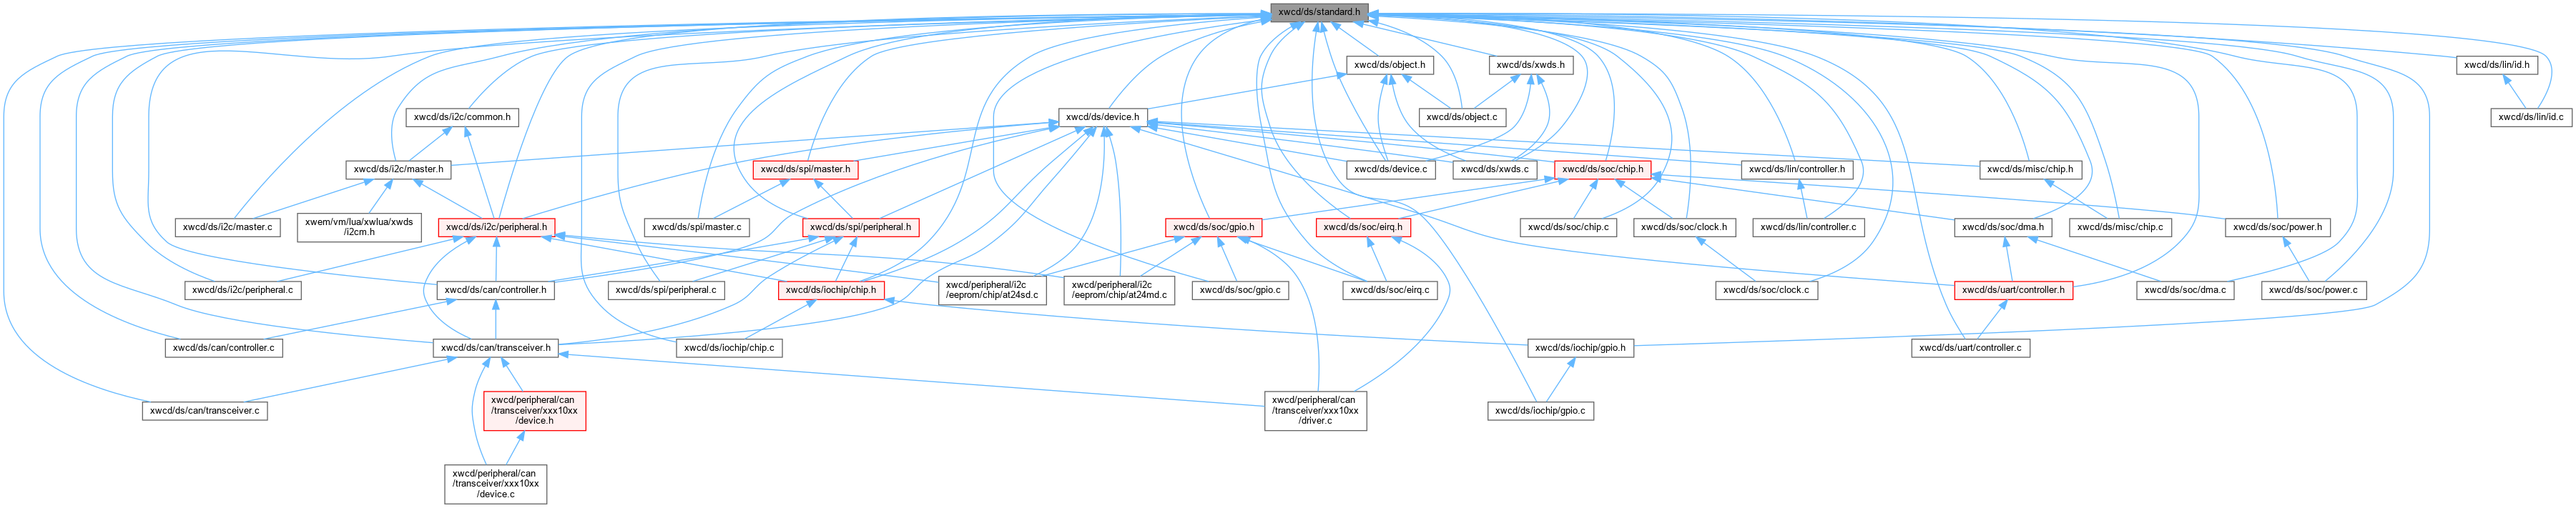 xwcd/ds/standard.h
xwcd/ds/object.h
xwcd/ds/xwds.h
xwcd/ds/lin/id.h
xwcd/ds/i2c/common.h
xwcd/ds/device.h
xwcd/ds/object.c
xwcd/ds/lin/id.c
xwcd/ds/i2c/master.h
xwcd/ds/spi/master.h
xwcd/ds/device.c
xwcd/ds/xwds.c
xwcd/ds/soc/chip.h
xwcd/ds/lin/controller.h
xwcd/ds/misc/chip.h
xwcd/ds/i2c/master.c
xwem/vm/lua/xwlua/xwds
/i2cm.h
xwcd/ds/i2c/peripheral.h
xwcd/ds/spi/master.c
xwcd/ds/spi/peripheral.h
xwcd/ds/soc/gpio.h
xwcd/ds/soc/eirq.h
xwcd/ds/soc/chip.c
xwcd/ds/soc/clock.h
xwcd/ds/lin/controller.c
xwcd/ds/soc/dma.h
xwcd/ds/misc/chip.c
xwcd/ds/soc/power.h
xwcd/ds/i2c/peripheral.c
xwcd/ds/can/controller.h
xwcd/ds/spi/peripheral.c
xwcd/ds/iochip/chip.h
xwcd/peripheral/i2c
/eeprom/chip/at24sd.c
xwcd/peripheral/i2c
/eeprom/chip/at24md.c
xwcd/ds/soc/gpio.c
xwcd/ds/soc/eirq.c
xwcd/ds/soc/clock.c
xwcd/ds/uart/controller.h
xwcd/ds/soc/dma.c
xwcd/ds/soc/power.c
xwcd/ds/can/controller.c
xwcd/ds/can/transceiver.h
xwcd/ds/iochip/chip.c
xwcd/ds/iochip/gpio.h
xwcd/ds/uart/controller.c
xwcd/ds/can/transceiver.c
xwcd/peripheral/can
/transceiver/xxx10xx
/device.h
xwcd/peripheral/can
/transceiver/xxx10xx
/driver.c
xwcd/ds/iochip/gpio.c
xwcd/peripheral/can
/transceiver/xxx10xx
/device.c